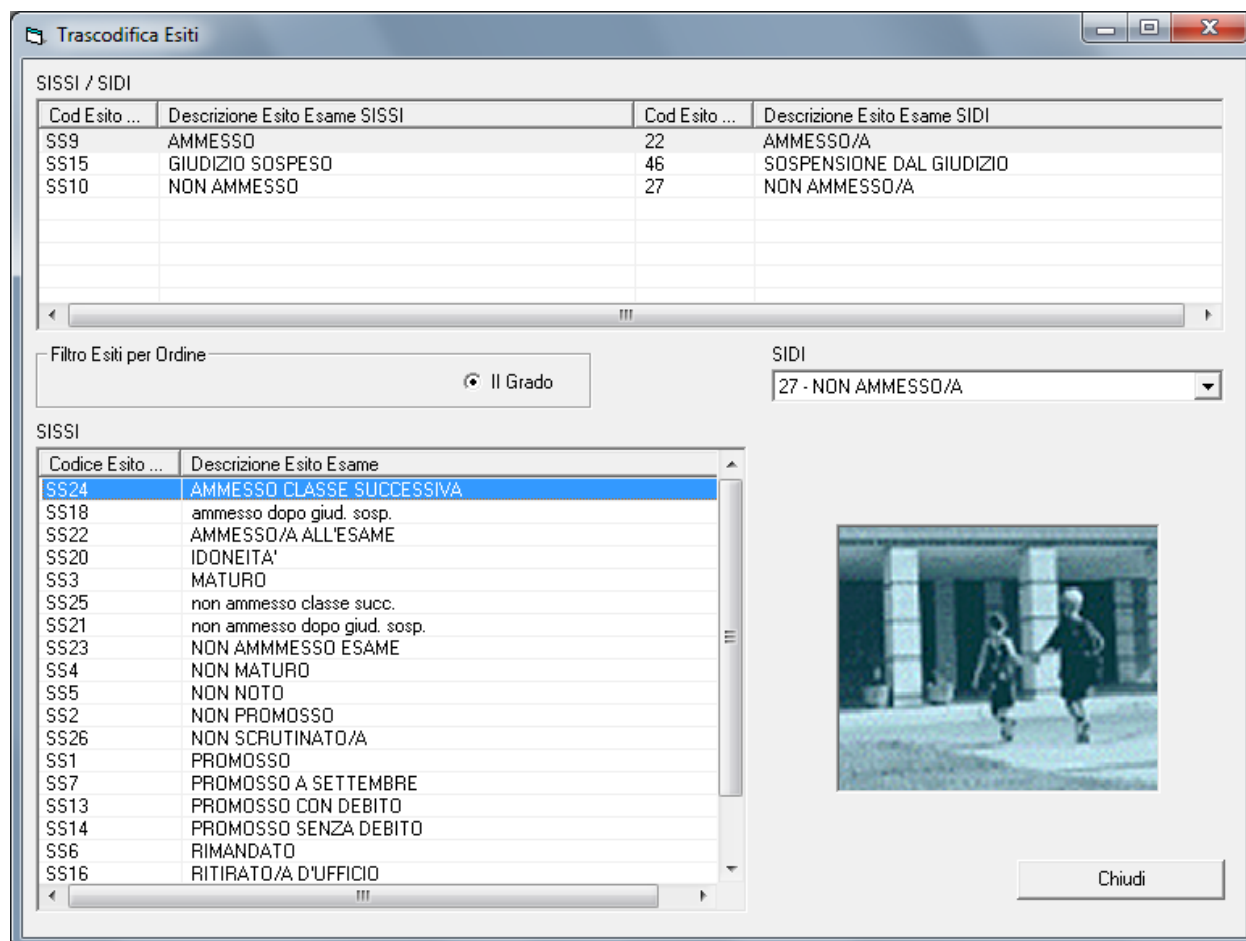 Trascodifica Esiti
SISSI / SIDI
Cod Esito ... Descrizione Esito Esame SISSI Cod Esito ... Descrizione Esito Esame SIDI
SS9 AMMESSO 22 AMMESSO/A
SS15 GIUDIZIO SOSPESO 46 SOSPENSIONE DAL GIUDIZIO
SS10 NON AMMESSO 27 NON AMMESSO/A
Filtro Esiti per Ordine
II Grado
SIDI
27 - NON AMMESSO/A
SISSI
Codice Esito ... Descrizione Esito Esame
SS24 AMMESSO CLASSE SUCCESSIVA
SS18 ammesso dopo giud. sosp.
SS22 AMMESSO/A ALL'ESAME
SS20 IDONEITA'
SS3 MATURO
SS25 non ammesso classe succ.
SS21 non ammesso dopo giud. sosp.
SS23 NON AMMMESSO ESAME
SS4 NON MATURO
SS5 NON NOTO
SS2 NON PROMOSSO
SS26 NON SCRUTINATO/A
SS1 PROMOSSO
SS7 PROMOSSO A SETTEMBRE
SS13 PROMOSSO CON DEBITO
SS14 PROMOSSO SENZA DEBITO
SS6 RIMANDATO
SS16 RITIRATO/A D'UFFICIO
Chiudi